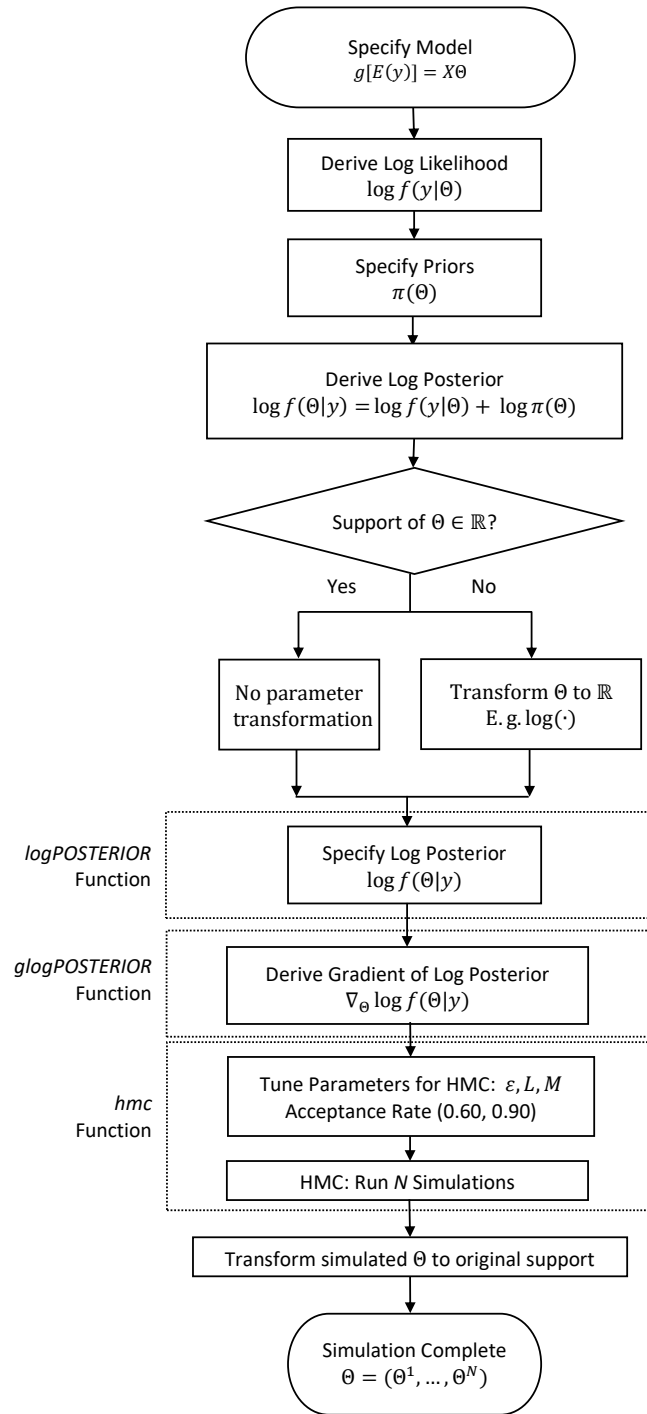 Specify Model
g[E(y)] = XΘ
Derive Log Likelihood
log f(y|Θ)
Specify Priors
π(Θ)
Derive Log Posterior
log f(Θ|y) = log f(y|Θ) + log π(Θ)
Support of Θ ∈ ℝ?
Yes
No
No parameter
transformation
Transform Θ to ℝ
E. g. log(·)
logPOSTERIOR
Function
Specify Log Posterior
log f(Θ|y)
glogPOSTERIOR
Function
Derive Gradient of Log Posterior
∇Θ log f(Θ|y)
hmc
Function
Tune Parameters for HMC: ε, L, M
Acceptance Rate (0.60, 0.90)
HMC: Run N Simulations
Transform simulated Θ to original support
Simulation Complete
Θ = (Θ¹, … , Θᴺ)